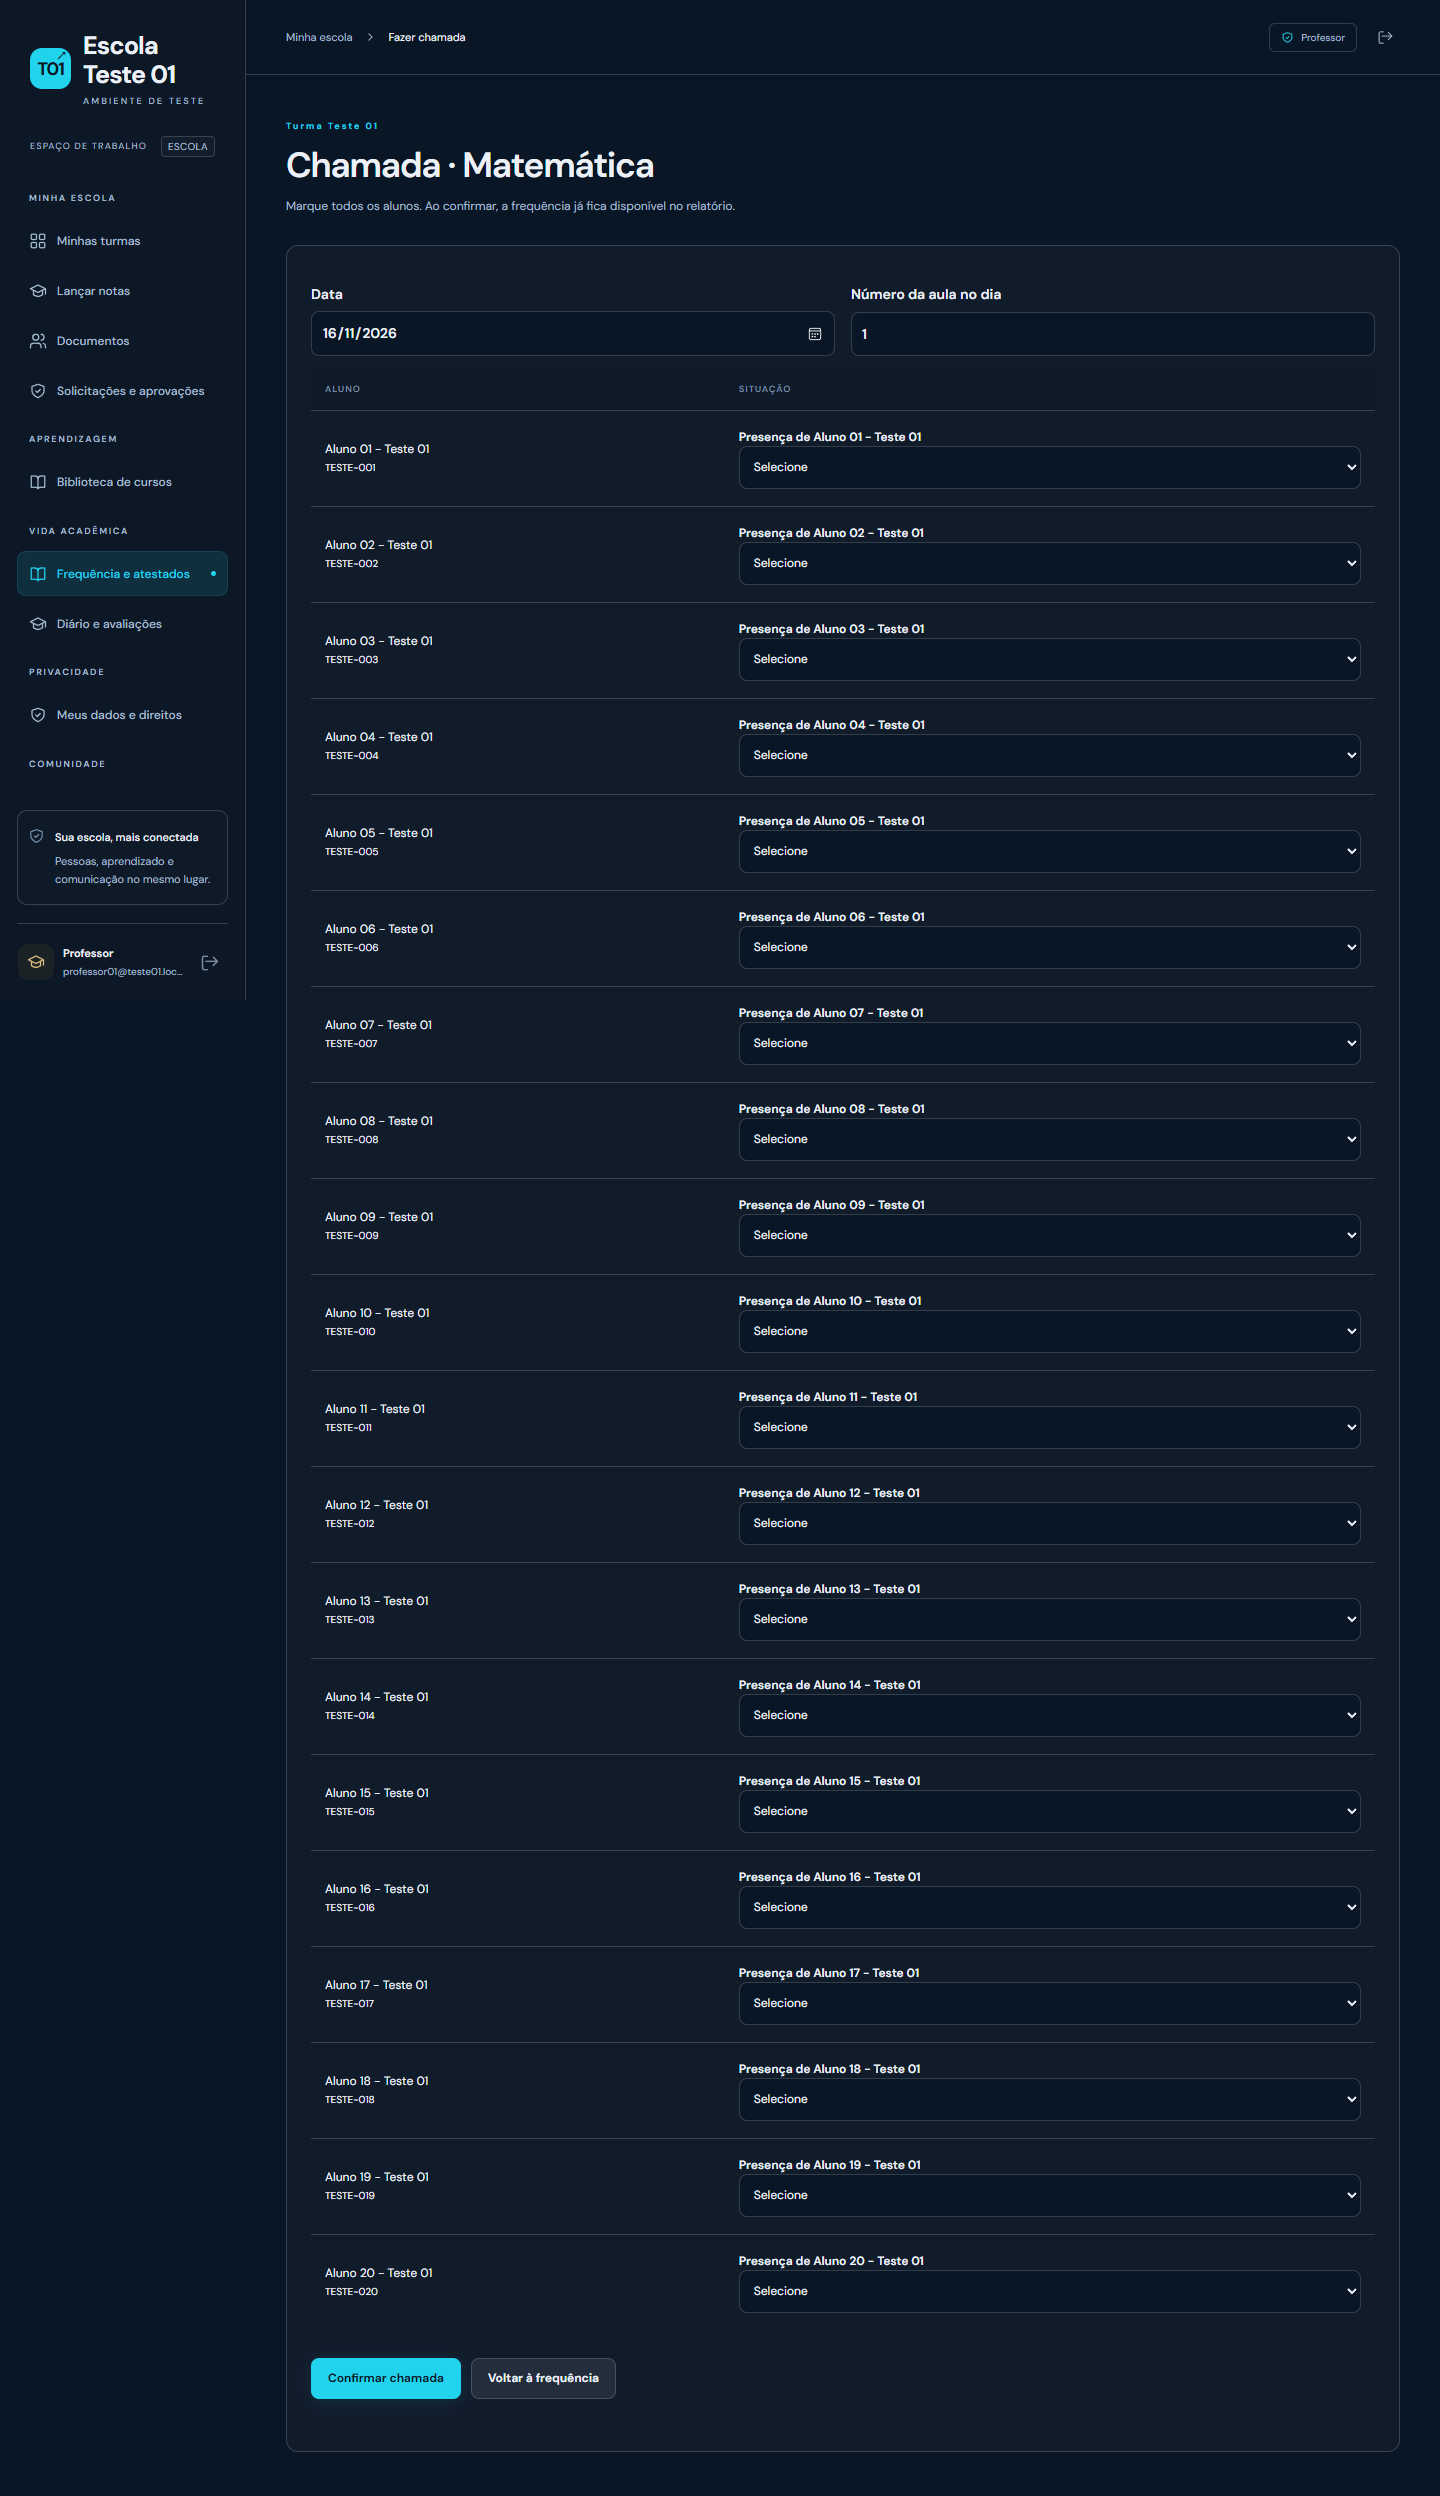 T01
Escola
Teste 01
AMBIENTE DE TESTE
ESPAÇO DE TRABALHO
ESCOLA
MINHA ESCOLA
Minhas turmas
Lançar notas
Documentos
Solicitações e aprovações
APRENDIZAGEM
Biblioteca de cursos
VIDA ACADÊMICA
Frequência e atestados
Diário e avaliações
PRIVACIDADE
Meus dados e direitos
COMUNIDADE
Sua escola, mais conectada
Pessoas, aprendizado e
comunicação no mesmo lugar.
Professor
professor01@teste01.loc...
Minha escola > Fazer chamada
Professor
Turma Teste 01
Chamada · Matemática
Marque todos os alunos. Ao confirmar, a frequência já fica disponível no relatório.
Data
16/11/2026
Número da aula no dia
1
ALUNO
SITUAÇÃO
Aluno 01 - Teste 01
TESTE-001
Presença de Aluno 01 - Teste 01
Selecione
Aluno 02 - Teste 01
TESTE-002
Presença de Aluno 02 - Teste 01
Selecione
Aluno 03 - Teste 01
TESTE-003
Presença de Aluno 03 - Teste 01
Selecione
Aluno 04 - Teste 01
TESTE-004
Presença de Aluno 04 - Teste 01
Selecione
Aluno 05 - Teste 01
TESTE-005
Presença de Aluno 05 - Teste 01
Selecione
Aluno 06 - Teste 01
TESTE-006
Presença de Aluno 06 - Teste 01
Selecione
Aluno 07 - Teste 01
TESTE-007
Presença de Aluno 07 - Teste 01
Selecione
Aluno 08 - Teste 01
TESTE-008
Presença de Aluno 08 - Teste 01
Selecione
Aluno 09 - Teste 01
TESTE-009
Presença de Aluno 09 - Teste 01
Selecione
Aluno 10 - Teste 01
TESTE-010
Presença de Aluno 10 - Teste 01
Selecione
Aluno 11 - Teste 01
TESTE-011
Presença de Aluno 11 - Teste 01
Selecione
Aluno 12 - Teste 01
TESTE-012
Presença de Aluno 12 - Teste 01
Selecione
Aluno 13 - Teste 01
TESTE-013
Presença de Aluno 13 - Teste 01
Selecione
Aluno 14 - Teste 01
TESTE-014
Presença de Aluno 14 - Teste 01
Selecione
Aluno 15 - Teste 01
TESTE-015
Presença de Aluno 15 - Teste 01
Selecione
Aluno 16 - Teste 01
TESTE-016
Presença de Aluno 16 - Teste 01
Selecione
Aluno 17 - Teste 01
TESTE-017
Presença de Aluno 17 - Teste 01
Selecione
Aluno 18 - Teste 01
TESTE-018
Presença de Aluno 18 - Teste 01
Selecione
Aluno 19 - Teste 01
TESTE-019
Presença de Aluno 19 - Teste 01
Selecione
Aluno 20 - Teste 01
TESTE-020
Presença de Aluno 20 - Teste 01
Selecione
Confirmar chamada
Voltar à frequência